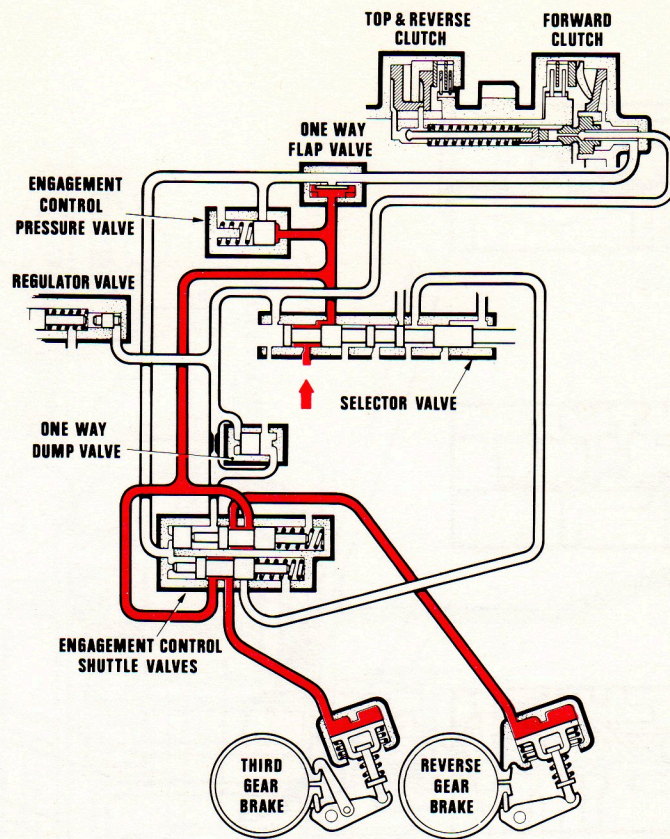 TOP & REVERSE
CLUTCH
FORWARD
CLUTCH
ONE WAY
FLAP VALVE
ENGAGEMENT
CONTROL
PRESSURE VALVE
REGULATOR VALVE
SELECTOR VALVE
ONE WAY
DUMP VALVE
ENGAGEMENT CONTROL
SHUTTLE VALVES
THIRD
GEAR
BRAKE
REVERSE
GEAR
BRAKE